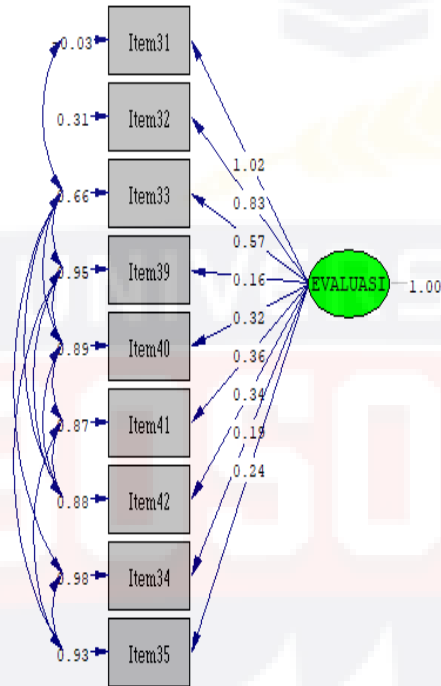 -0.03 Item31
0.31 Item32
0.66 Item33
0.95 Item39
0.89 Item40
0.87 Item41
0.88 Item42
0.98 Item34
0.93 Item35
1.02
0.83
0.57
0.16
0.32
0.36
0.34
0.19
0.24
EVALUASI 1.00